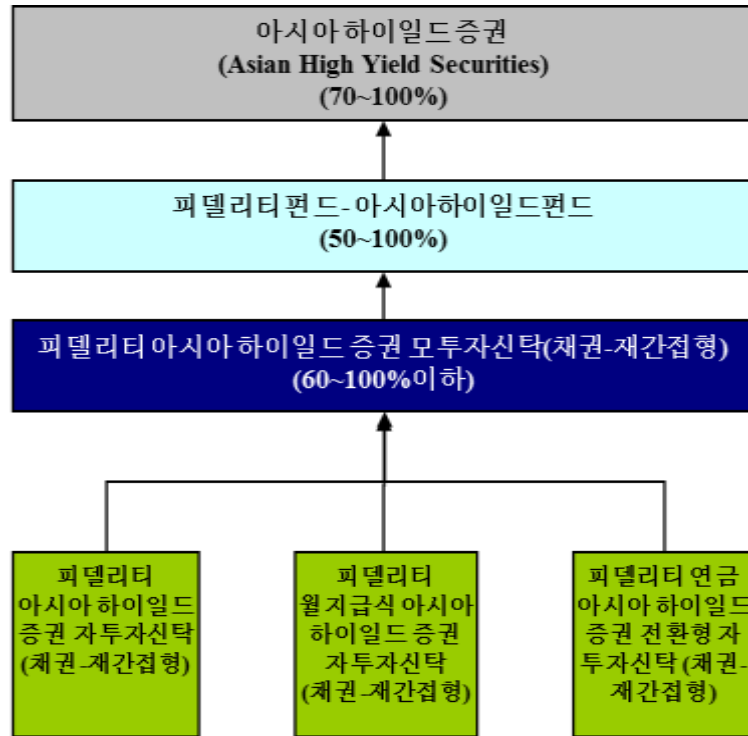 아시아하이일드증권
(Asian High Yield Securities)
(70~100%)
피델리티펀드-아시아하이일드펀드
(50~100%)
피델리티아시아하이일드 증권 모투자신탁(채권-재간접형)
(60~100%이하)
피델리티
아시아하이일드
증권 자투자신탁
(채권-재간접형)
피델리티
월지급식 아시아
하이일드 증권
자투자신탁
(채권-재간접형)
피델리티 연금
아시아하이일드
증권 전환형 자
투자신탁 (채권-
재간접형)